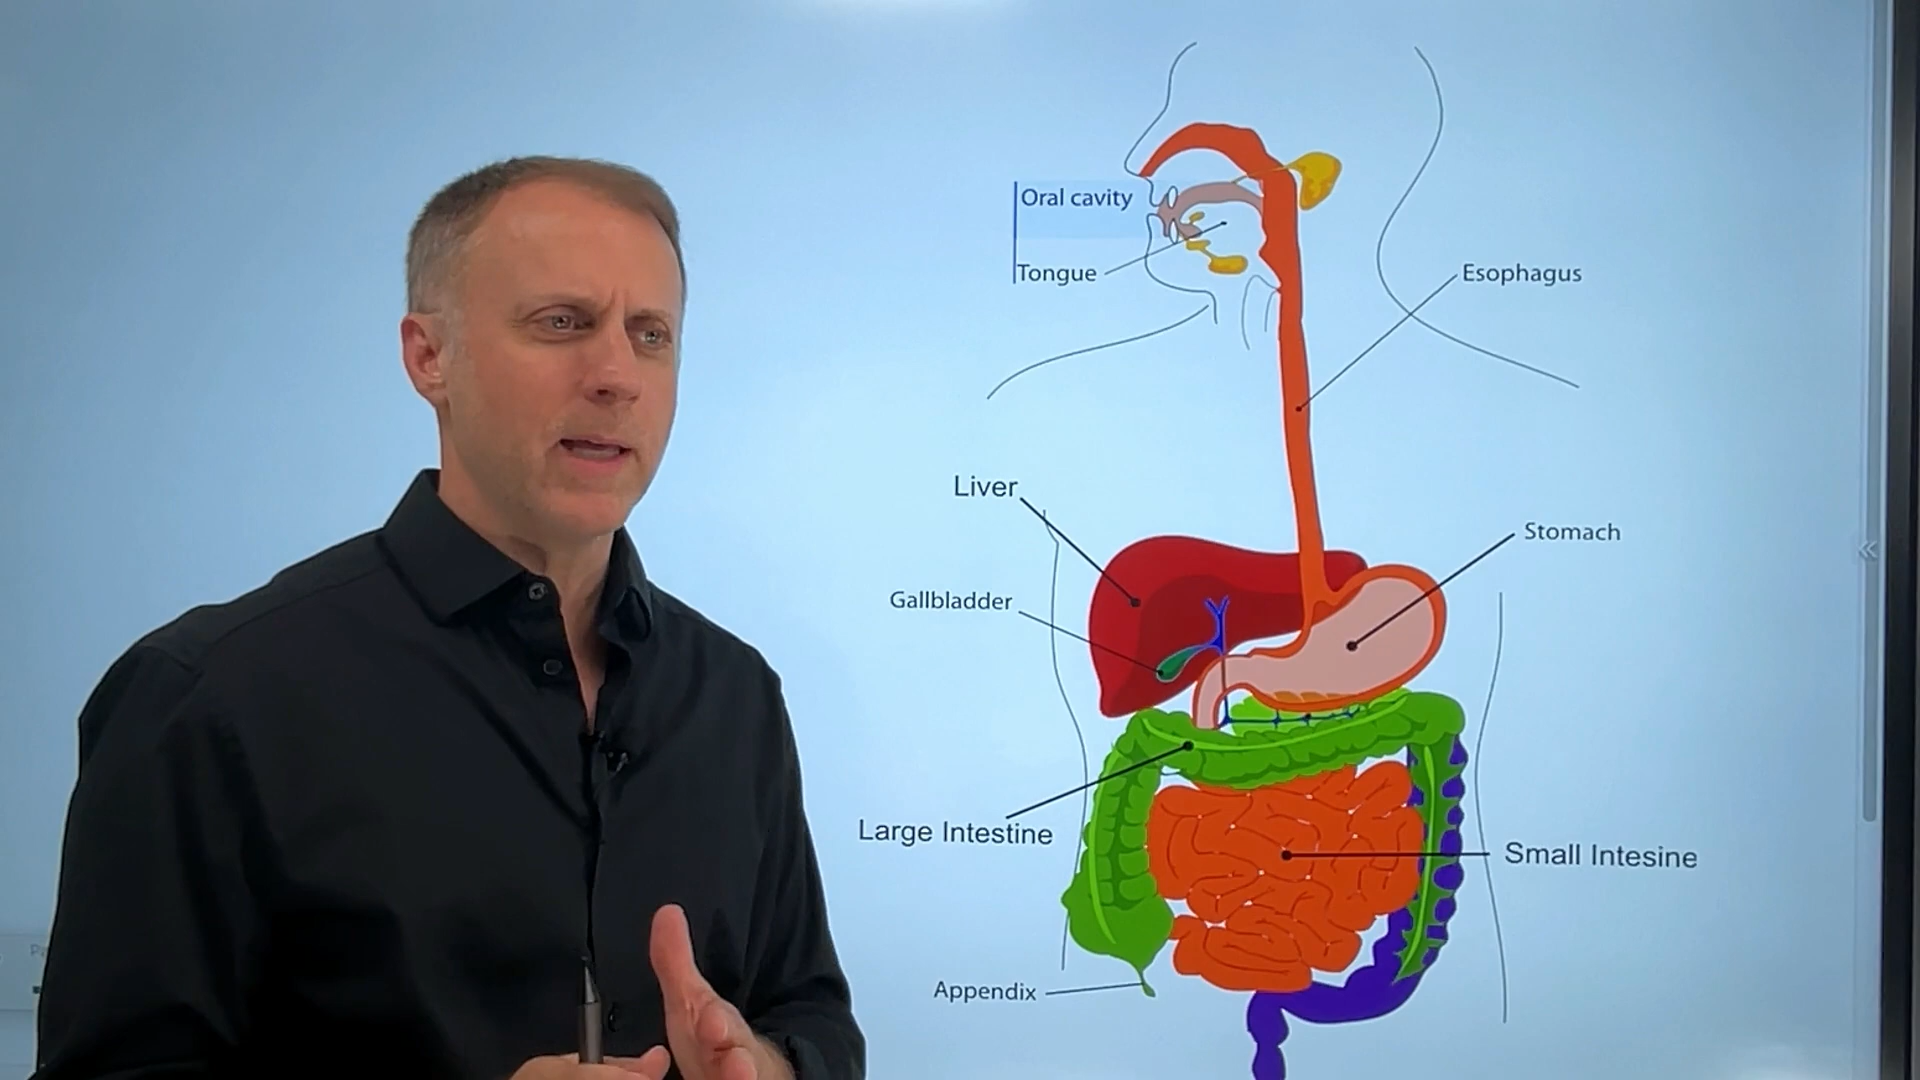 Oral cavity
Tongue
Esophagus
Liver
Stomach
Gallbladder
Large Intestine
Small Intesine
Appendix